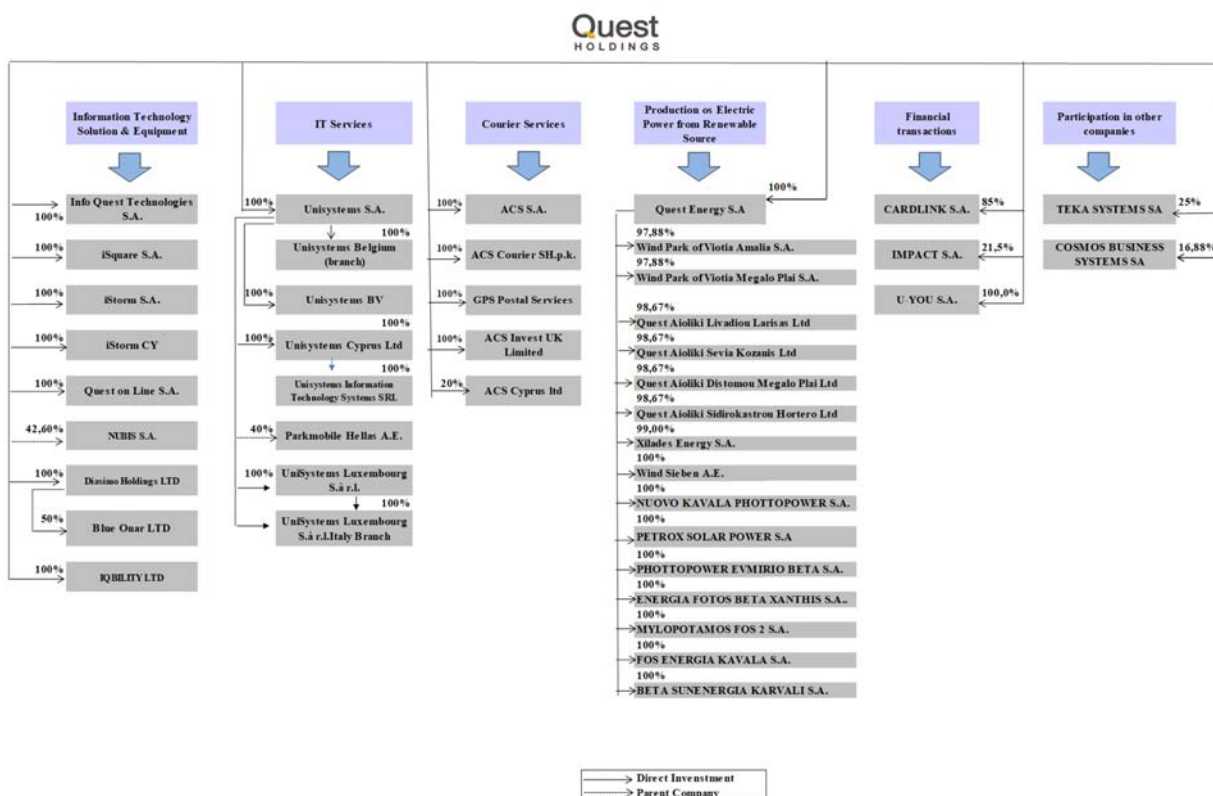 Quest
HOLDINGS
Information Technology
Solution & Equipment
100%
Info Quest Technologies
S.A.
100%
iSquare S.A.
100%
iStorm S.A.
100%
iStorm CY
100%
Quest on Line S.A.
42,60%
NUBIS S.A.
100%
Diasimo Holdings LTD
50%
Blue Onar LTD
100%
IQBILITY LTD
IT Services
100%
Unisystems S.A.
100%
Unisystems Belgium
(branch)
100%
Unisystems BV
100%
100%
Unisystems Cyprus Ltd
100%
Unisystems Information
Technology Systems SRL
40%
Parkmobile Hellas A.E.
100%
UniSystems Luxembourg
S.à r.l.
100%
UniSystems Luxembourg
S.à r.l.Italy Branch
Courier Services
100%
ACS S.A.
100%
ACS Courier SH.p.k.
100%
GPS Postal Services
100%
ACS Invest UK
Limited
20%
ACS Cyprus ltd
Production os Electric
Power from Renewable
Source
100%
Quest Energy S.A
97,88%
Wind Park of Viotia Amalia S.A.
97,88%
Wind Park of Viotia Megalo Plai S.A.
98,67%
Quest Aioliki Livadiou Larisas Ltd
98,67%
Quest Aioliki Sevia Kozanis Ltd
98,67%
Quest Aioliki Distomou Megalo Plai Ltd
98,67%
Quest Aioliki Sidirokastrou Hortero Ltd
99,00%
Xilades Energy S.A.
100%
Wind Sieben A.E.
100%
NUOVO KAVALA PHOTTOPOWER S.A.
100%
PETROX SOLAR POWER S.A
100%
PHOTTOPOWER EVMIRIO BETA S.A.
100%
ENERGIA FOTOS BETA XANTHIS S.A..
100%
MYLOPOTAMOS FOS 2 S.A.
100%
FOS ENERGIA KAVALA S.A.
100%
BETA SUNENERGIA KARVALI S.A.
Financial
transactions
CARDLINK S.A.
85%
IMPACT S.A.
21,5%
U-YOU S.A.
100,0%
Participation in other
companies
TEKA SYSTEMS SA
25%
COSMOS BUSINESS
SYSTEMS SA
16,88%
Direct Invenstment
Parent Company